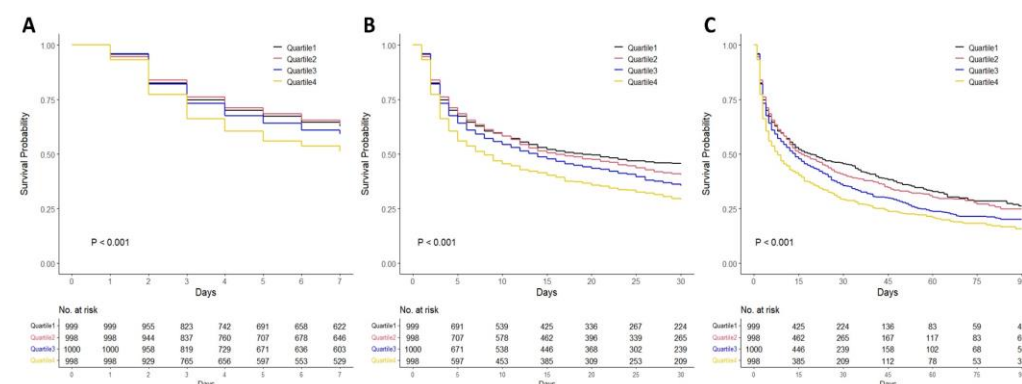 A
Survival Probability
1.00
0.75
0.50
0.25
0.00
Quartile1
Quartile2
Quartile3
Quartile4
P < 0.001
0 1 2 3 4 5 6 7
Days
No. at risk
Quartile1 999 999 955 823 742 691 658 622
Quartile2 998 998 944 837 760 707 678 646
Quartile3 1000 1000 958 819 729 671 636 603
Quartile4 998 998 929 765 656 597 553 529
0 1 2 3 4 5 6 7
Days
B
Survival Probability
1.00
0.75
0.50
0.25
0.00
Quartile1
Quartile2
Quartile3
Quartile4
P < 0.001
0 5 10 15 20 25 30
Days
No. at risk
Quartile1 999 691 539 425 336 267 224
Quartile2 998 707 578 462 396 339 265
Quartile3 1000 671 538 446 368 302 239
Quartile4 998 597 453 385 309 253 209
0 5 10 15 20 25 30
Days
C
Survival Probability
1.00
0.75
0.50
0.25
0.00
Quartile1
Quartile2
Quartile3
Quartile4
P < 0.001
0 15 30 45 60 75
Days
No. at risk
Quartile1 999 425 224 136 83 59
Quartile2 998 462 265 167 117 83
Quartile3 1000 446 239 158 102 68
Quartile4 998 385 209 112 78 53
0 15 30 45 60 75
Days